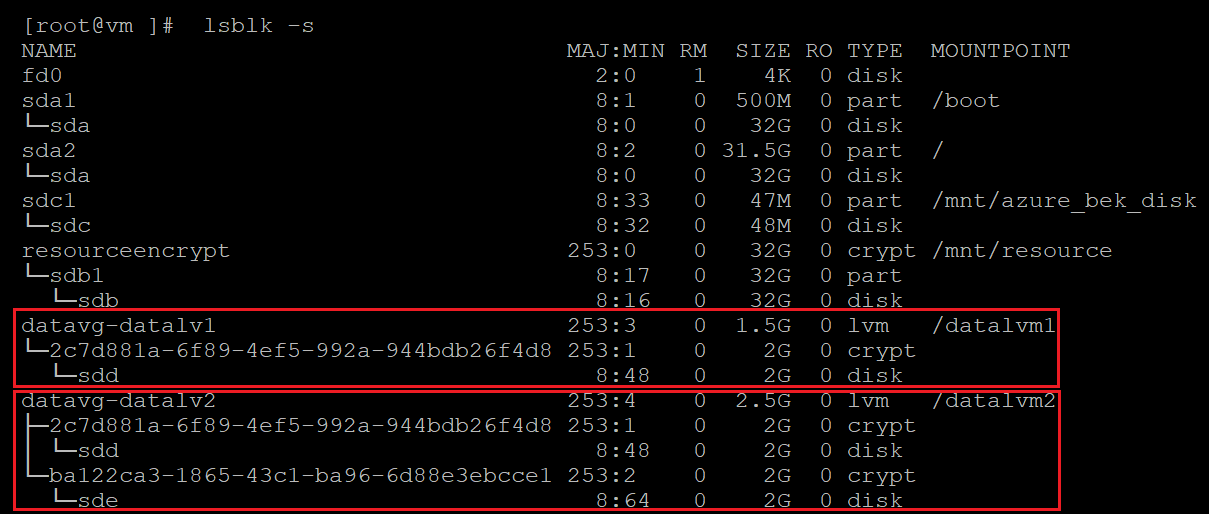 [root@vm ]#  lsblk -s
NAME                                    MAJ:MIN RM   SIZE RO TYPE  MOUNTPOINT
fd0                                       2:0    1     4K  0 disk
sda1                                      8:1    0   500M  0 part  /boot
└─sda                                     8:0    0    32G  0 disk
sda2                                      8:2    0 31.5G  0 part  /
└─sda                                     8:0    0    32G  0 disk
sdc1                                      8:33   0    47M  0 part  /mnt/azure_bek_disk
└─sdc                                     8:32   0    48M  0 disk
resourceencrypt                         253:0    0    32G  0 crypt /mnt/resource
└─sdb1                                    8:17   0    32G  0 part
  └─sdb                                   8:16   0    32G  0 disk
datavg-datalv1                          253:3    0  1.5G  0 lvm   /datalvm1
└─2c7d881a-6f89-4ef5-992a-944bdb26f4d8 253:1    0     2G  0 crypt
  └─sdd                                   8:48   0     2G  0 disk
datavg-datalv2                          253:4    0  2.5G  0 lvm   /datalvm2
├─2c7d881a-6f89-4ef5-992a-944bdb26f4d8 253:1    0     2G  0 crypt
│ └─sdd                                   8:48   0     2G  0 disk
└─ba122ca3-1865-43c1-ba96-6d88e3ebcce1 253:2    0     2G  0 crypt
  └─sde                                   8:64   0     2G  0 disk